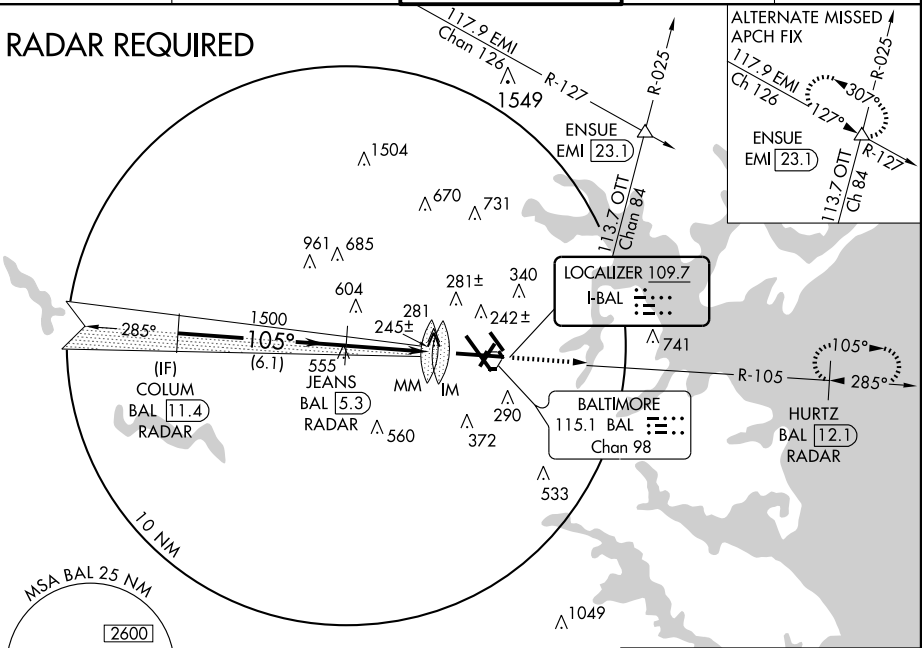 RADAR REQUIRED
117.9 EMI
Chan 126
R-127
1549
R-025
ENSUE
EMI 23.1
113.7 OTT
Chan 84
ALTERNATE MISSED
APCH FIX
117.9 EMI
Ch 126
307°
127°
R-025
R-127
ENSUE
EMI 23.1
113.7 OTT
Ch 84
1504
670
731
961
685
604
281±
340
242±
281
245±
LOCALIZER 109.7
I-BAL
741
285°
1500
105°
(6.1)
555
(IF)
COLUM
BAL 11.4
RADAR
JEANS
BAL 5.3
RADAR
MM
IM
560
372
290
BALTIMORE
115.1 BAL
Chan 98
R-105
105°
285°
HURTZ
BAL 12.1
RADAR
533
10 NM
MSA BAL 25 NM
2600
1049